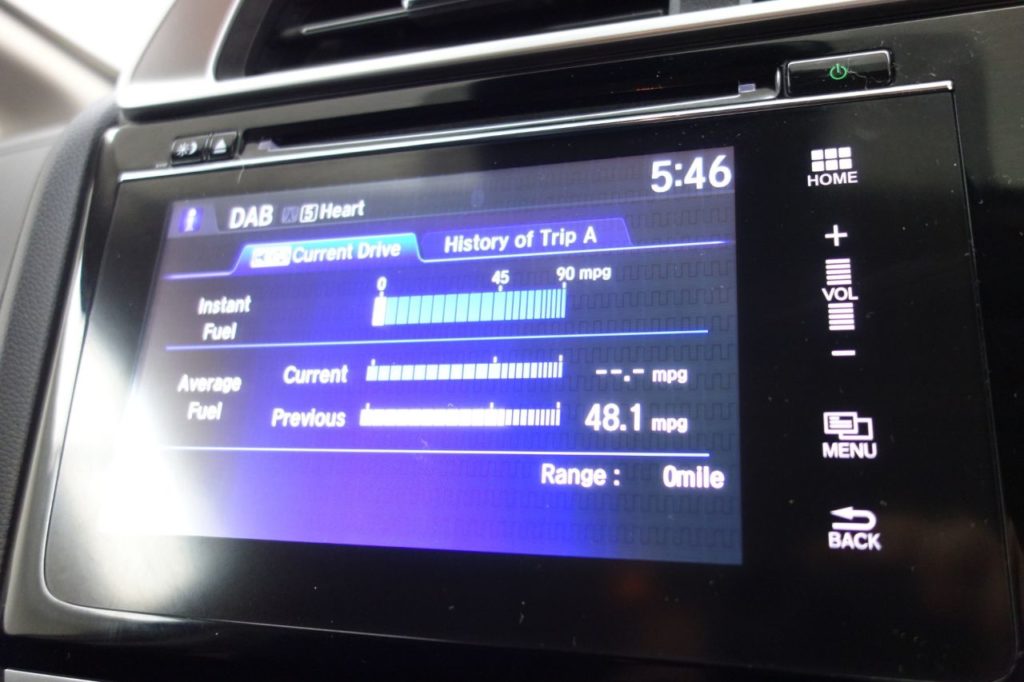 5:46
DAB 5 Heart
Current Drive History of Trip A
0 45 90 mpg
Instant
Fuel
Average
Fuel
Current --.- mpg
Previous 48.1 mpg
Range : 0mile
HOME
+
VOL
−
MENU
BACK